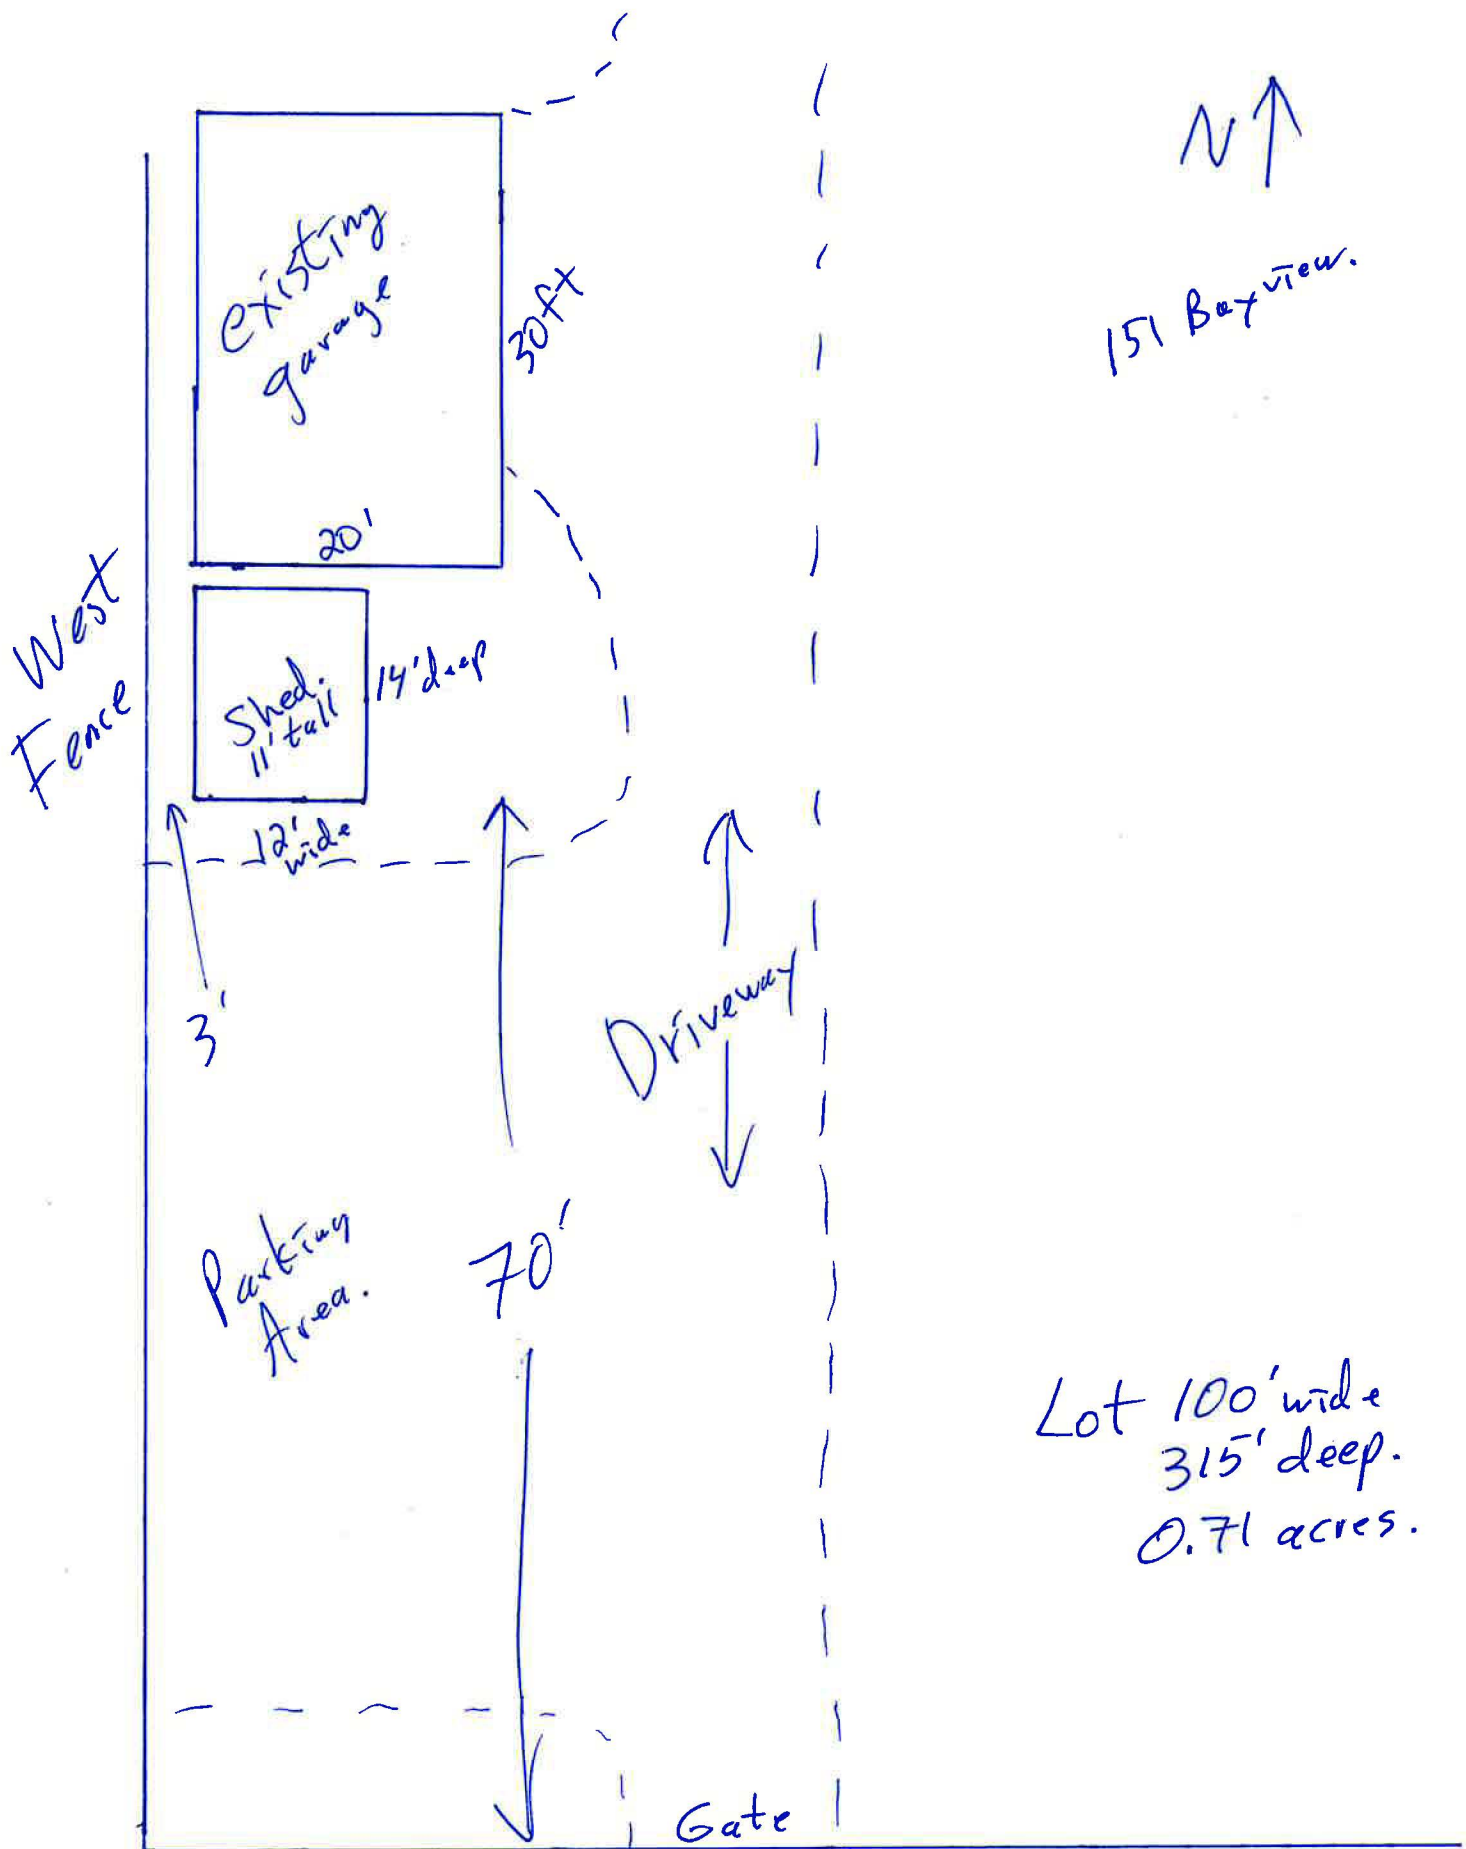 N
existing
garage
30ft
151 Bayview.
20'
West
Fence
Shed.
11' tall
14' deep
12'
wide
3'
Driveway
Parking
Area.
70'
Lot 100' wide
315' deep.
0.71 acres.
Gate